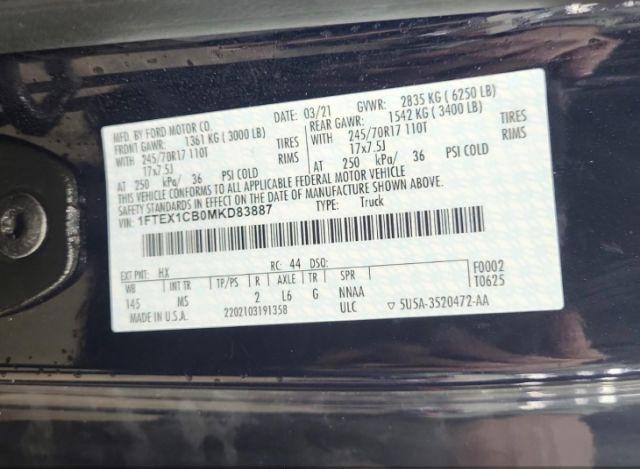 MFD. BY FORD MOTOR CO.
DATE: 03/21 GVWR: 2835 KG ( 6250 LB)
FRONT GAWR: 1361 KG ( 3000 LB)
REAR GAWR: 1542 KG ( 3400 LB)
WITH 245/70R17 110T TIRES
WITH 245/70R17 110T TIRES
17x7.5J RIMS
17x7.5J RIMS
AT 250 kPa/ 36 PSI COLD
AT 250 kPa/ 36 PSI COLD
THIS VEHICLE CONFORMS TO ALL APPLICABLE FEDERAL MOTOR VEHICLE
SAFETY STANDARDS IN EFFECT ON THE DATE OF MANUFACTURE SHOWN ABOVE.
VIN: 1FTEX1CB0MKD83887 TYPE: Truck
EXT PNT: HX RC: 44 DSO: F0002
WB INT TR TP/PS R AXLE TR SPR T0625
145 MS 2 L6 G NNAA
MADE IN U.S.A. 2202103191358 ULC ▽ 5U5A-3520472-AA